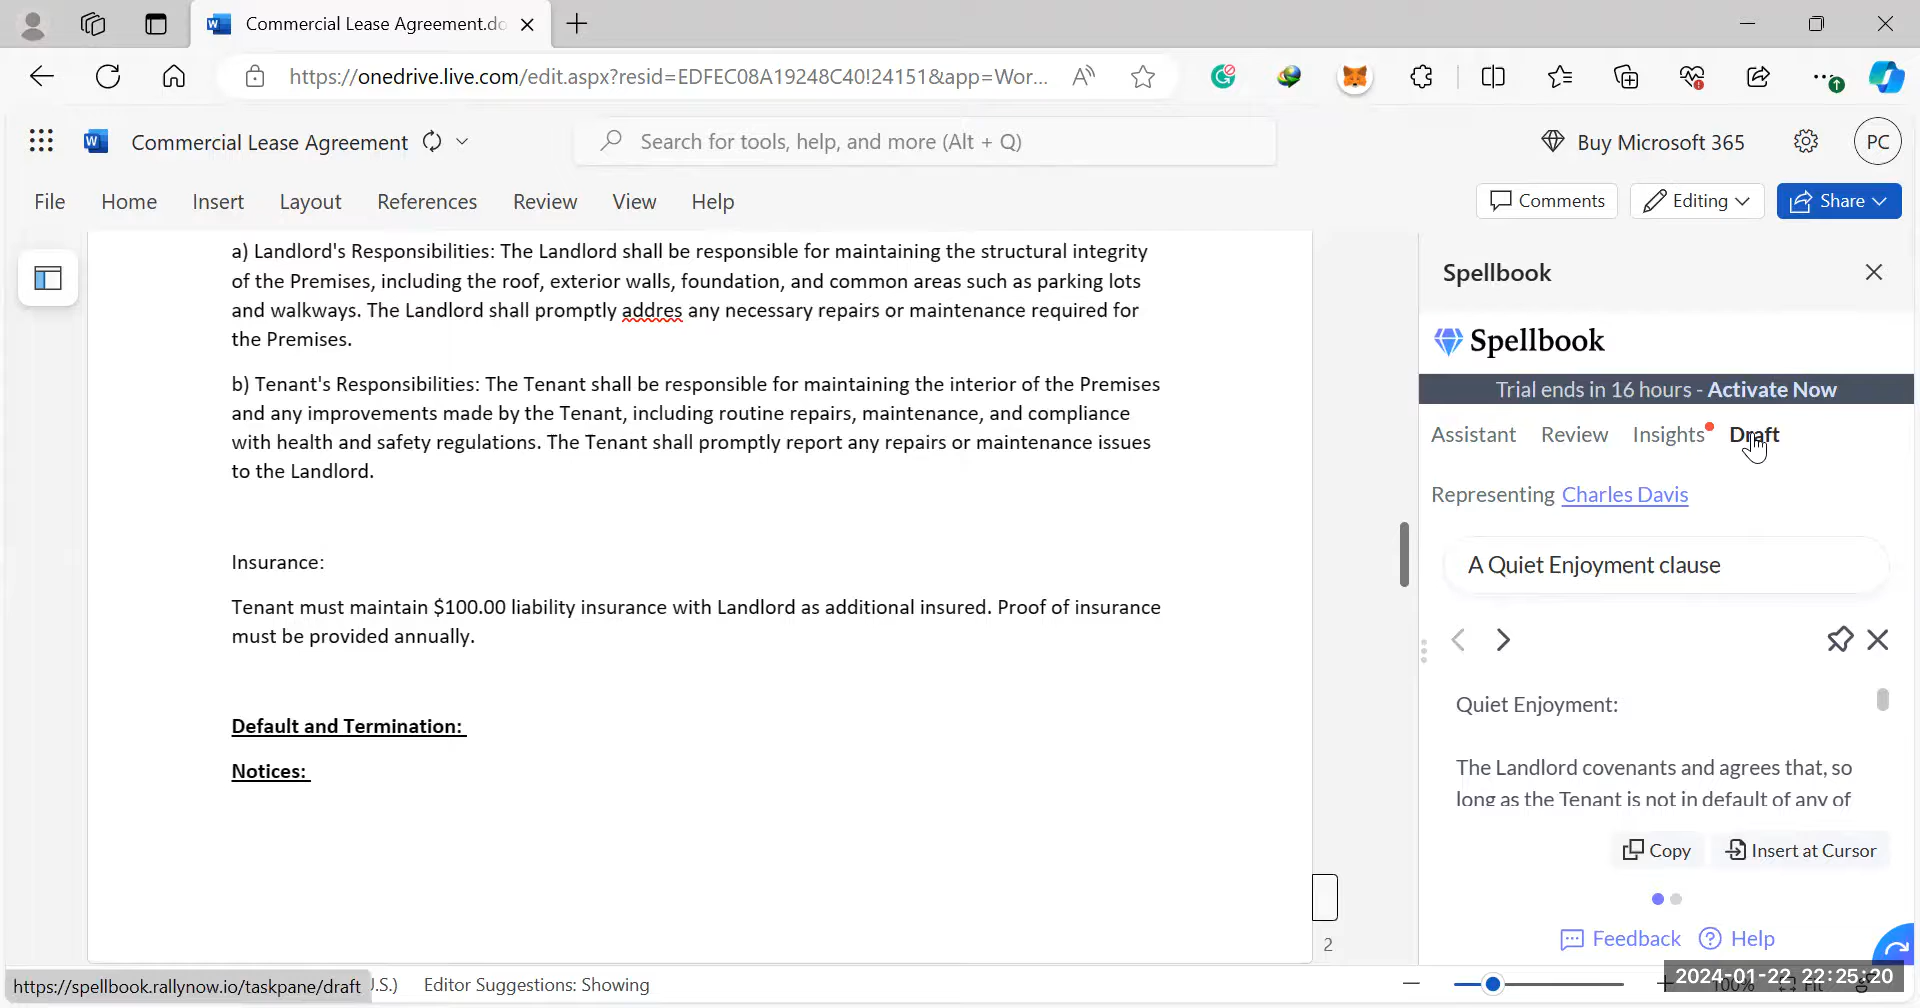 Commercial Lease Agreement.do
https://onedrive.live.com/edit.aspx?resid=EDFEC08A19248C40!24151&app=Wor...
Commercial Lease Agreement
Search for tools, help, and more (Alt + Q)
Buy Microsoft 365
PC
File Home Insert Layout References Review View Help
Comments
Editing
Share
a) Landlord's Responsibilities: The Landlord shall be responsible for maintaining the structural integrity
of the Premises, including the roof, exterior walls, foundation, and common areas such as parking lots
and walkways. The Landlord shall promptly addres any necessary repairs or maintenance required for
the Premises.
b) Tenant's Responsibilities: The Tenant shall be responsible for maintaining the interior of the Premises
and any improvements made by the Tenant, including routine repairs, maintenance, and compliance
with health and safety regulations. The Tenant shall promptly report any repairs or maintenance issues
to the Landlord.
Insurance:
Tenant must maintain $100.00 liability insurance with Landlord as additional insured. Proof of insurance
must be provided annually.
Default and Termination:
Notices:
2
Spellbook
Spellbook
Trial ends in 16 hours - Activate Now
Assistant Review Insights Draft
Representing Charles Davis
A Quiet Enjoyment clause
Quiet Enjoyment:
The Landlord covenants and agrees that, so
long as the Tenant is not in default of any of
Copy
Insert at Cursor
Feedback
Help
https://spellbook.rallynow.io/taskpane/draft
.S.)
Editor Suggestions: Showing
100%
2024-01-22 22:25:20